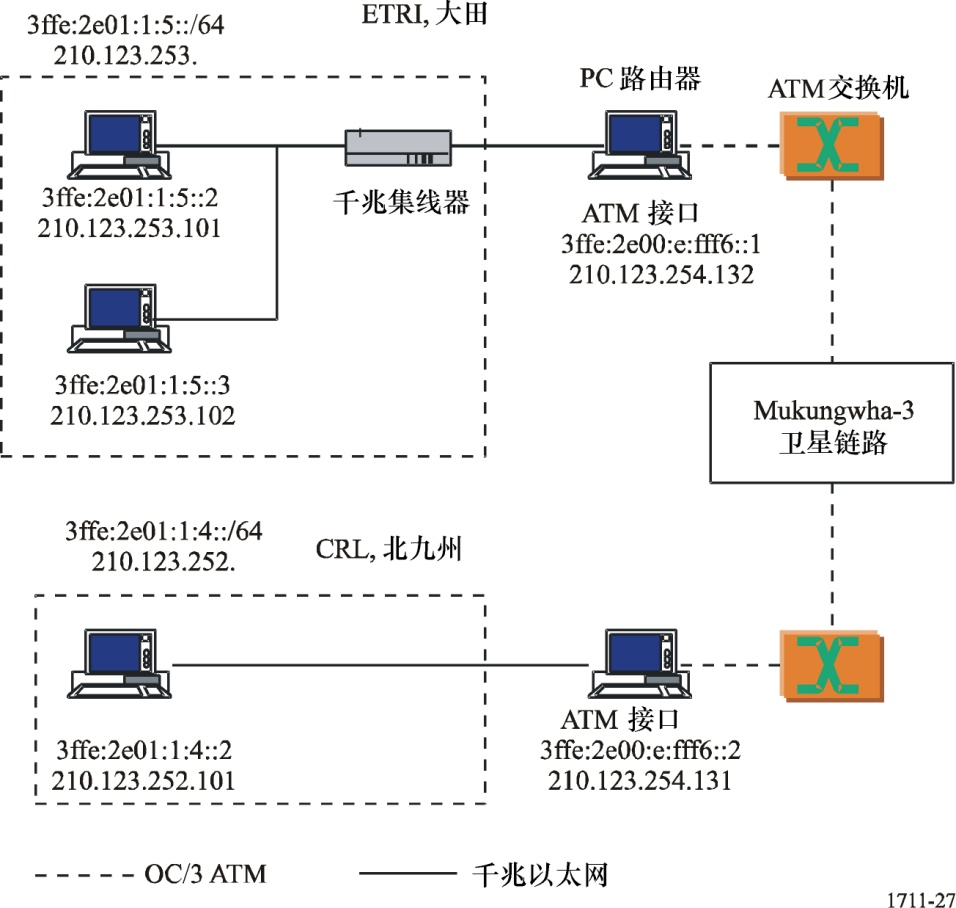 ETRI, 大田
3ffe:2e01:1:5::/64
210.123.253.
PC 路由器
ATM交换机
3ffe:2e01:1:5::2
210.123.253.101
千兆集线器
ATM 接口
3ffe:2e00:e:fff6::1
210.123.254.132
3ffe:2e01:1:5::3
210.123.253.102
Mukungwha-3
卫星链路
3ffe:2e01:1:4::/64
210.123.252.
CRL, 北九州
3ffe:2e01:1:4::2
210.123.252.101
ATM 接口
3ffe:2e00:e:fff6::2
210.123.254.131
OC/3 ATM
千兆以太网
1711-27